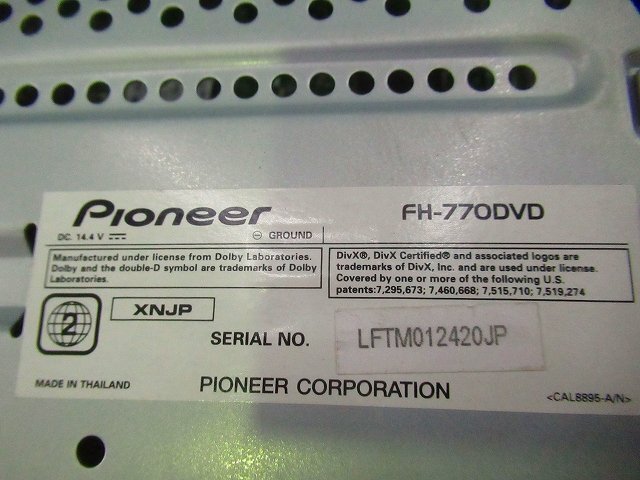 Pioneer
FH-770DVD
DC. 14.4 V
⊖ GROUND
Manufactured under license from Dolby Laboratories.
Dolby and the double-D symbol are trademarks of Dolby
Laboratories.
DivX®, DivX Certified® and associated logos are
trademarks of DivX, Inc. and are used under license.
Covered by one or more of the following U.S.
patents:7,295,673; 7,460,668; 7,515,710; 7,519,274
2
XNJP
SERIAL NO.
LFTM012420JP
MADE IN THAILAND
PIONEER CORPORATION
<CAL8895-A/N>